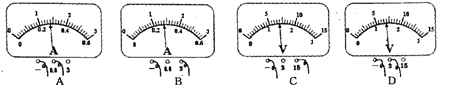 1 2 1 2 5 10 5 10
0 0.2 0.4 3 0 0.2 0.4 3 0 1 2 15 0 1 2 15
0 0.6 0 0.6 0 3 0 3
A A V V
− 0.6 3 − 0.6 3 − 3 15 − 3 15
A B C D